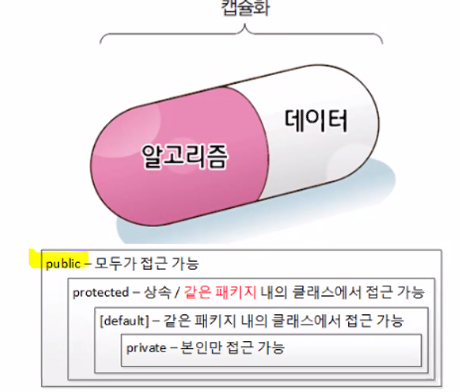 캡슐화
알고리즘
데이터
public – 모두가 접근 가능
protected – 상속 / 같은 패키지 내의 클래스에서 접근 가능
[default] – 같은 패키지 내의 클래스에서 접근 가능
private – 본인만 접근 가능